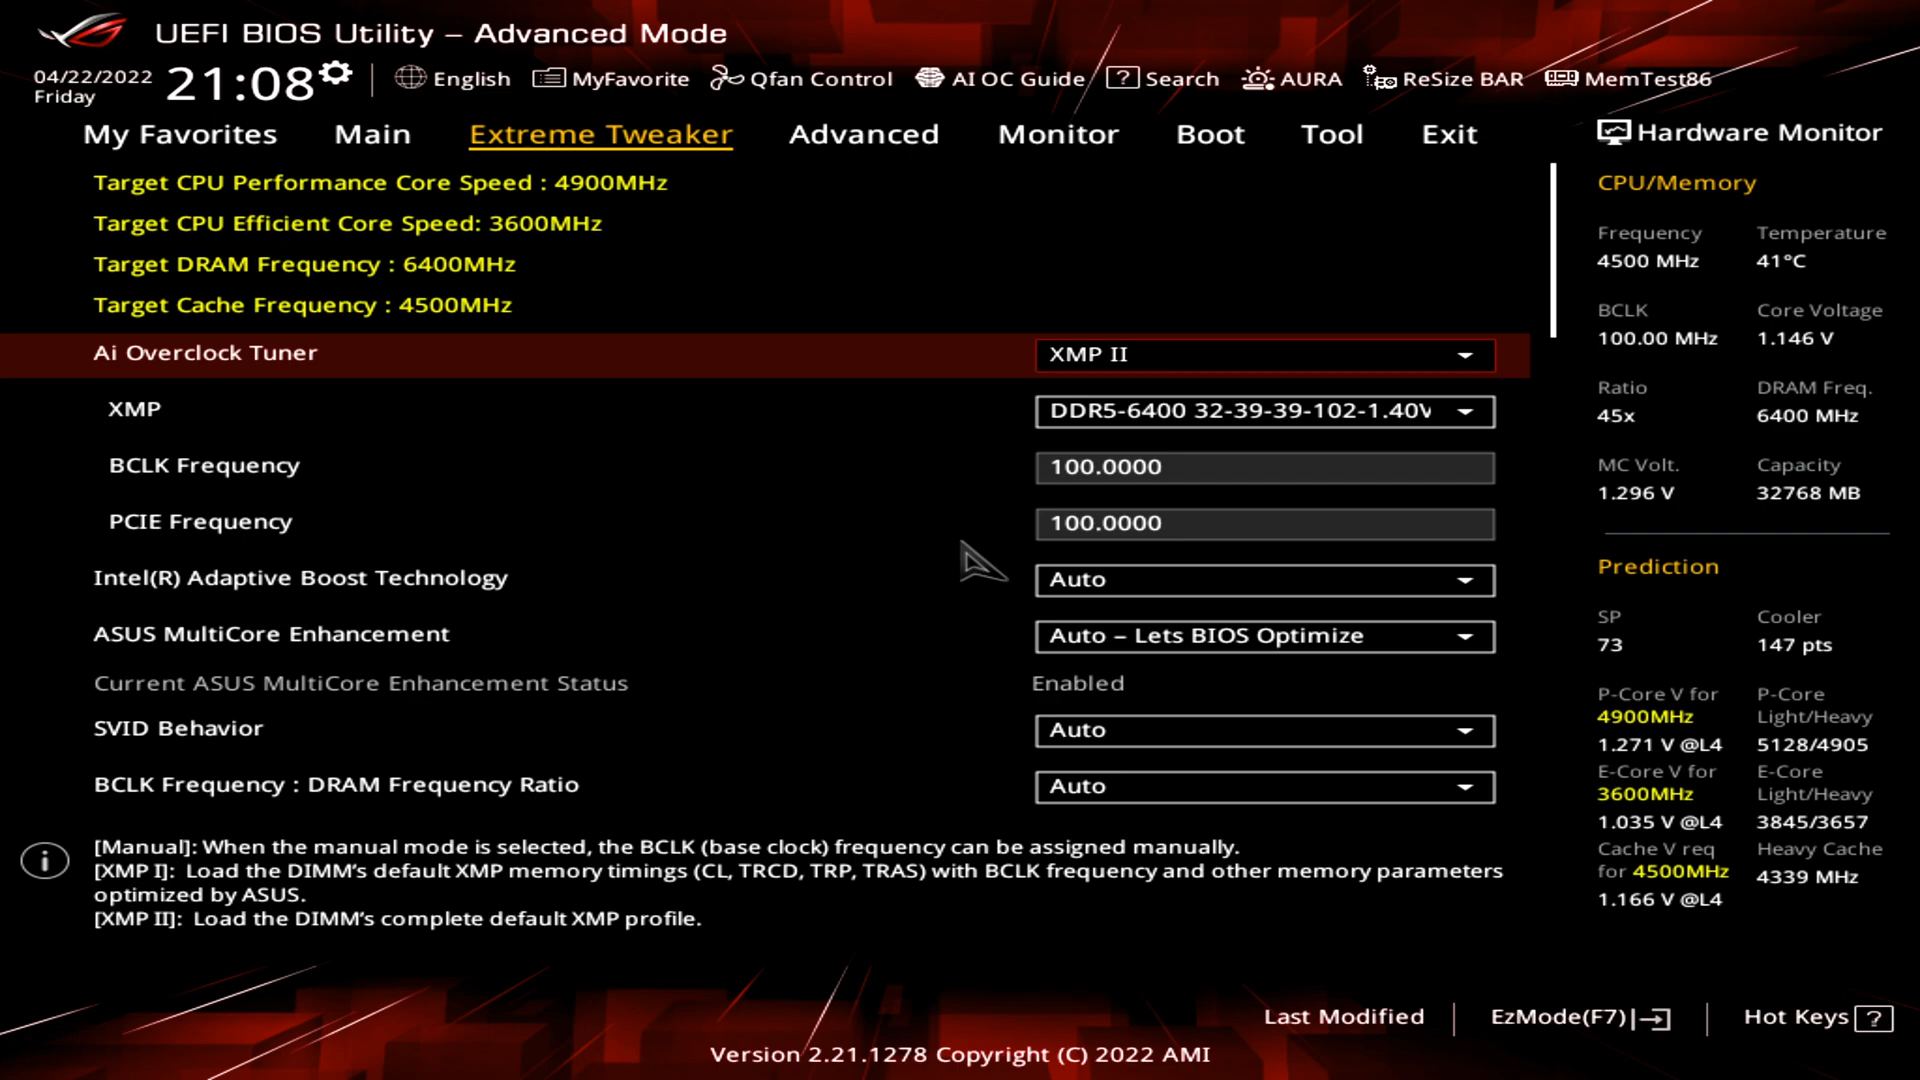 UEFI BIOS Utility – Advanced Mode
04/22/2022
Friday
21:08
English
MyFavorite
Qfan Control
AI OC Guide
Search
AURA
ReSize BAR
MemTest86
My Favorites
Main
Extreme Tweaker
Advanced
Monitor
Boot
Tool
Exit
Target CPU Performance Core Speed : 4900MHz
Target CPU Efficient Core Speed: 3600MHz
Target DRAM Frequency : 6400MHz
Target Cache Frequency : 4500MHz
Ai Overclock Tuner
XMP II
XMP
DDR5-6400 32-39-39-102-1.40V
BCLK Frequency
100.0000
PCIE Frequency
100.0000
Intel(R) Adaptive Boost Technology
Auto
ASUS MultiCore Enhancement
Auto – Lets BIOS Optimize
Current ASUS MultiCore Enhancement Status
Enabled
SVID Behavior
Auto
BCLK Frequency : DRAM Frequency Ratio
Auto
[Manual]: When the manual mode is selected, the BCLK (base clock) frequency can be assigned manually.
[XMP I]: Load the DIMM's default XMP memory timings (CL, TRCD, TRP, TRAS) with BCLK frequency and other memory parameters
optimized by ASUS.
[XMP II]: Load the DIMM's complete default XMP profile.
Hardware Monitor
CPU/Memory
Frequency
Temperature
4500 MHz
41°C
BCLK
Core Voltage
100.00 MHz
1.146 V
Ratio
DRAM Freq.
45x
6400 MHz
MC Volt.
Capacity
1.296 V
32768 MB
Prediction
SP
Cooler
73
147 pts
P-Core V for
P-Core
4900MHz
Light/Heavy
1.271 V @L4
5128/4905
E-Core V for
E-Core
3600MHz
Light/Heavy
1.035 V @L4
3845/3657
Cache V req
Heavy Cache
for 4500MHz
4339 MHz
1.166 V @L4
Last Modified
EzMode(F7)
Hot Keys ?
Version 2.21.1278 Copyright (C) 2022 AMI